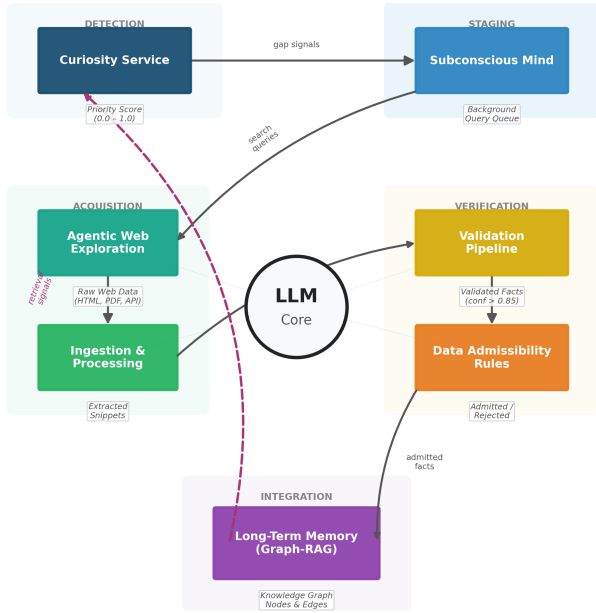 DETECTION
Curiosity Service
Priority Score
(0.0 – 1.0)
gap signals
STAGING
Subconscious Mind
Background
Query Queue
search
queries
ACQUISITION
Agentic Web
Exploration
Raw Web Data
(HTML, PDF, API)
retrieval
signals
Ingestion &
Processing
Extracted
Snippets
LLM
Core
VERIFICATION
Validation
Pipeline
Validated Facts
(conf > 0.85)
Data Admissibility
Rules
Admitted /
Rejected
admitted
facts
INTEGRATION
Long-Term Memory
(Graph-RAG)
Knowledge Graph
Nodes & Edges